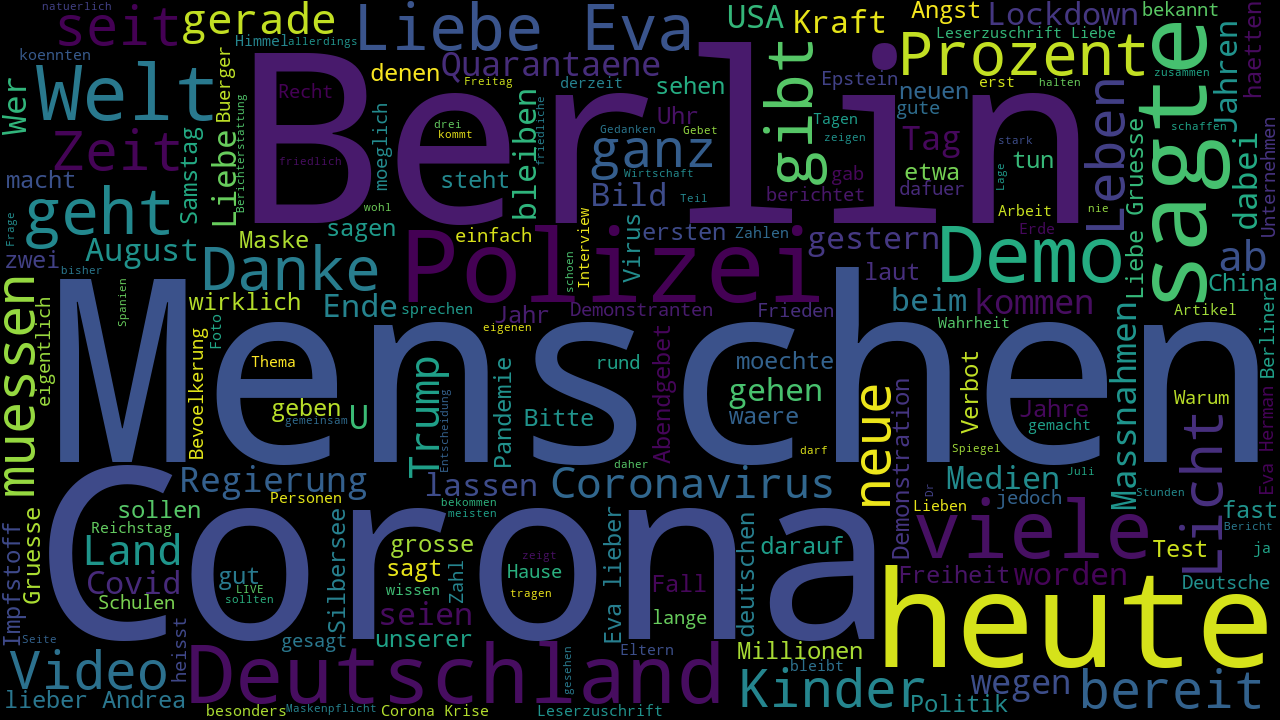 natuerlich
seit
gerade
Liebe Eva
USA
Kraft
Angst
Lockdown
bekannt
koennten
Himmel
allerdings
Leserzuschrift Liebe
Wer
Welt
Buerger
denen
Quarantaene
derzeit
sehen
gibt
Prozent
sagte
zusammen
Jahren
haetten
Freitag
Epstein
erst
halten
Recht
Berlin
bleiben
friedliche
Uhr
neuen
gute
Zeit
Samstag
Liebe
Berichterstattung
moeglich
drei
kommt
Gedanken
Gebet
Tagen
zeigen
Tag
stark
Leben
schaffen
Unternehmen
friedlich
ganz
Wirtschaft
gab
etwa
tun
Gruesse
dabei
macht
steht
Bild
Teil
berichtet
dafuer
Lage
nie
geht
wohl
Interview
Arbeit
Frage
sagen
einfach
Virus
ersten
Zahlen
gestern
Erde
Liebe
zwei
August
Maske
Polizei
schoen
Demo
ab
bisher
Danke
laut
China
muessen
eigentlich
Spanien
wirklich
Ende
sprechen
Jahr
Demonstranten
Frieden
beim
kommen
Artikel
Foto
eigenen
Wahrheit
Massnahmen
Berliner
Menschen
Bevoelkerung
Thema
Trump
Entscheidung
Pandemie
rund
Abendgebet
moechte
gehen
neue
Verbot
Warum
geben
U
gemeinsam
Bitte
waere
Jahre
gemacht
Eva Herman
darf
Demonstration
Spiegel
daher
Regierung
lassen
Coronavirus
Medien
Juli
Licht
Personen
bekommen
meisten
Dr
Lieben
jedoch
Stunden
sollen
fast
Gruesse
Reichstag
Silbersee
Eva lieber
deutschen
viele
Bericht
Impfstoff
Land
Corona
grosse
zeigt
darauf
Test
ja
Covid
gut
LIVE
sagt
Zahl
Hause
Fall
Freiheit
worden
Deutsche
Schulen
sollten
wissen
tragen
seien
lange
heute
Seite
heisst
gesagt
unserer
Eltern
Millionen
Video
Deutschland
gesehen
bleibt
wegen
Kinder
bereit
lieber Andrea
Politik
besonders
Maskenpflicht
Corona Krise
Leserzuschrift